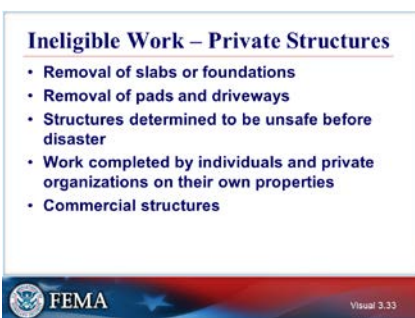 Ineligible Work – Private Structures
• Removal of slabs or foundations
• Removal of pads and driveways
• Structures determined to be unsafe before
disaster
• Work completed by individuals and private
organizations on their own properties
• Commercial structures
FEMA
Visual 3.33